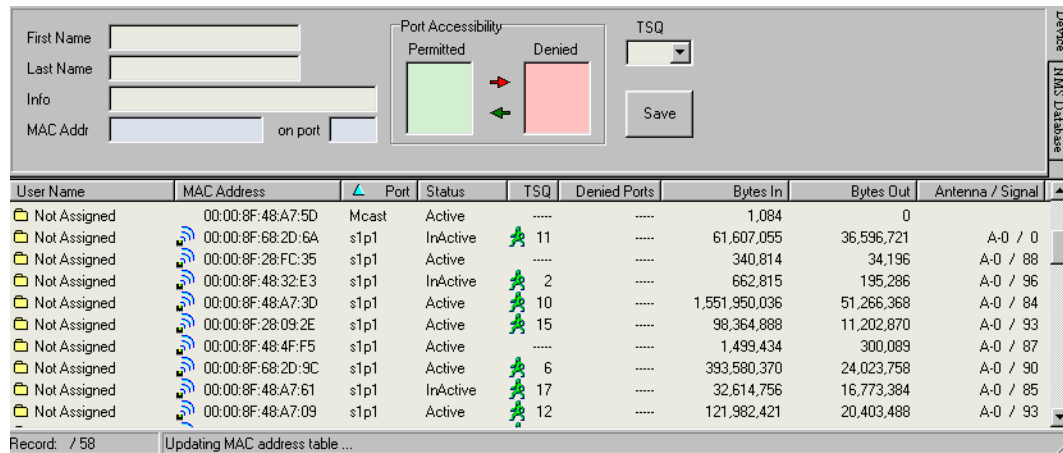 First Name
Last Name
Info
MAC Addr on port
Port Accessibility
Permitted Denied
TSQ
Save
Device
NMS Database
User Name MAC Address Port Status TSQ Denied Ports Bytes In Bytes Out Antenna / Signal
Not Assigned 00:00:8F:48:A7:5D Mcast Active ----- ----- 1,084 0
Not Assigned 00:00:8F:68:2D:6A s1p1 InActive 11 ----- 61,607,055 36,596,721 A-0 / 0
Not Assigned 00:00:8F:28:FC:35 s1p1 Active ----- ----- 340,814 34,196 A-0 / 88
Not Assigned 00:00:8F:48:32:E3 s1p1 InActive 2 ----- 662,815 195,286 A-0 / 96
Not Assigned 00:00:8F:48:A7:3D s1p1 Active 10 ----- 1,551,950,036 51,266,368 A-0 / 84
Not Assigned 00:00:8F:28:09:2E s1p1 Active 15 ----- 98,364,888 11,202,870 A-0 / 93
Not Assigned 00:00:8F:48:4F:F5 s1p1 Active ----- ----- 1,499,434 300,089 A-0 / 87
Not Assigned 00:00:8F:68:2D:9C s1p1 Active 6 ----- 393,580,370 24,023,758 A-0 / 90
Not Assigned 00:00:8F:48:A7:61 s1p1 InActive 17 ----- 32,614,756 16,773,384 A-0 / 85
Not Assigned 00:00:8F:48:A7:09 s1p1 Active 12 ----- 121,982,421 20,403,488 A-0 / 93
Record: / 58 Updating MAC address table ...